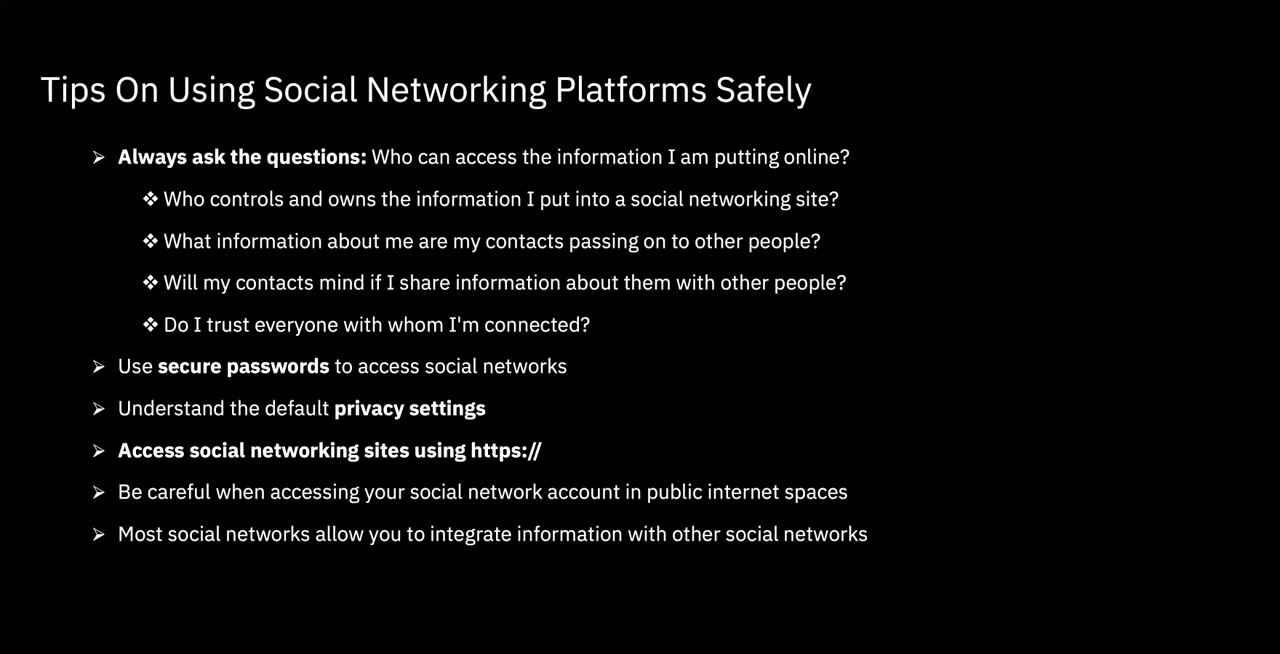 Tips On Using Social Networking Platforms Safely
➢ Always ask the questions: Who can access the information I am putting online?
❖ Who controls and owns the information I put into a social networking site?
❖ What information about me are my contacts passing on to other people?
❖ Will my contacts mind if I share information about them with other people?
❖ Do I trust everyone with whom I'm connected?
➢ Use secure passwords to access social networks
➢ Understand the default privacy settings
➢ Access social networking sites using https://
➢ Be careful when accessing your social network account in public internet spaces
➢ Most social networks allow you to integrate information with other social networks